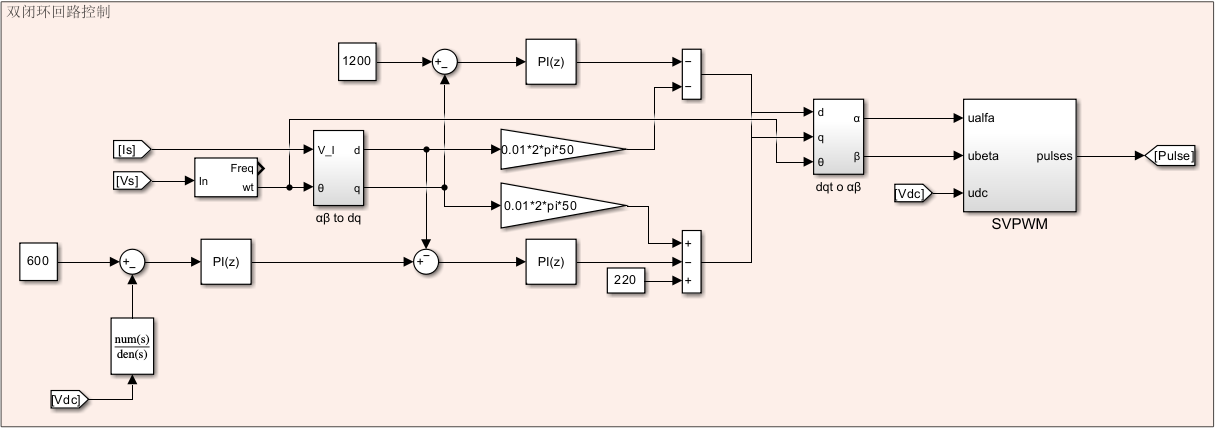 双闭环回路控制
1200
+
_
PI(z)
−
−
[Is]
[Vs]
In
Freq
wt
V_I
θ
d
q
αβ to dq
0.01*2*pi*50
0.01*2*pi*50
d
q
θ
α
β
dqt o αβ
ualfa
ubeta
udc
pulses
SVPWM
[Vdc]
[Pulse]
600
+
_
PI(z)
+
−
PI(z)
220
+
−
+
num(s)
den(s)
[Vdc]